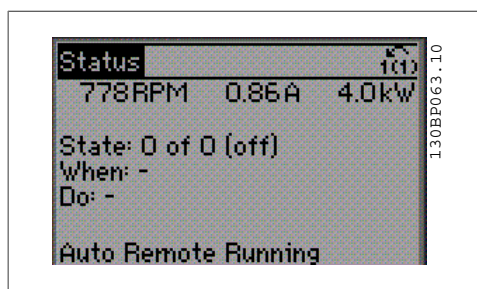 Status 1(1)
778RPM 0.86A 4.0kW
State: 0 of 0 (off)
When: -
Do: -
Auto Remote Running
130BP063.10